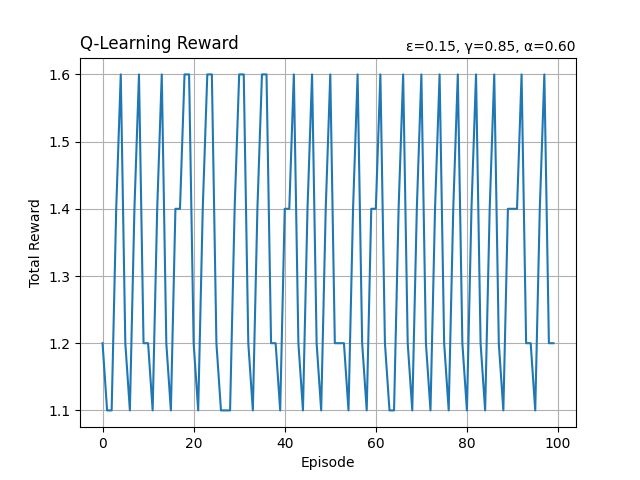 Q-Learning Reward
ε=0.15, γ=0.85, α=0.60
Total Reward
1.6
1.5
1.4
1.3
1.2
1.1
0 20 40 60 80 100
Episode